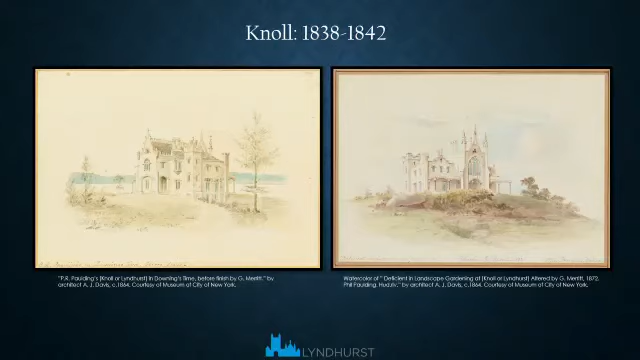 Knoll: 1838-1842
"P.R. Paulding's (Knoll or Lyndhurst) in Downing's Time, before finish by G. Merritt." by
architect A. J. Davis, c.1864. Courtesy of Museum of City of New York.
Watercolor of " Deficient in Landscape Gardening at (Knoll or Lyndhurst) Altered by G. Merritt, 1872.
Phil Paulding, Hudziv." by architect A. J. Davis, c.1864. Courtesy of Museum of City of New York.
LYNDHURST